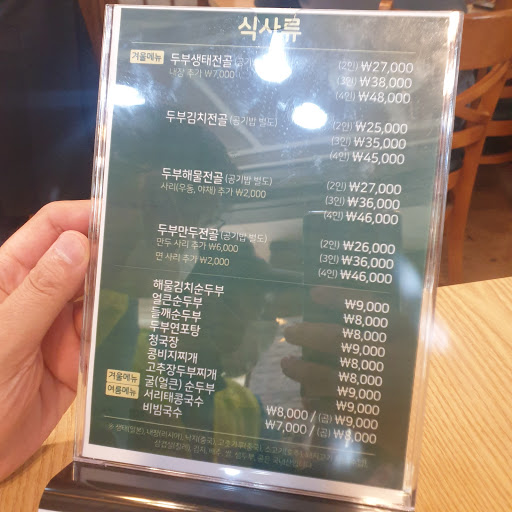 식사류
겨울메뉴 두부생태전골 (공기밥 (2인) ₩27,000
내장 추가 ₩7,000 (3인) ₩38,000
(4인) ₩48,000
두부김치전골 (공기밥 별도) (2인) ₩25,000
(3인) ₩35,000
(4인) ₩45,000
두부해물전골 (공기밥 별도) (2인) ₩27,000
사리(우동, 야채) 추가 ₩2,000 (3인) ₩36,000
(4인) ₩46,000
두부만두전골 (공기밥 별도) (2인) ₩26,000
만두 사리 추가 ₩6,000 (3인) ₩36,000
면 사리 추가 ₩2,000 (4인) ₩46,000
해물김치순두부 ₩9,000
얼큰순두부 ₩8,000
들깨순두부 ₩8,000
두부연포탕 ₩9,000
청국장 ₩8,000
콩비지찌개 ₩8,000
고추장두부찌개 ₩9,000
겨울메뉴 굴(얼큰) 순두부 ₩9,000
여름메뉴 서리태콩국수 ₩8,000 / (곱) ₩9,000
비빔국수 ₩7,000 / (곱) ₩8,000